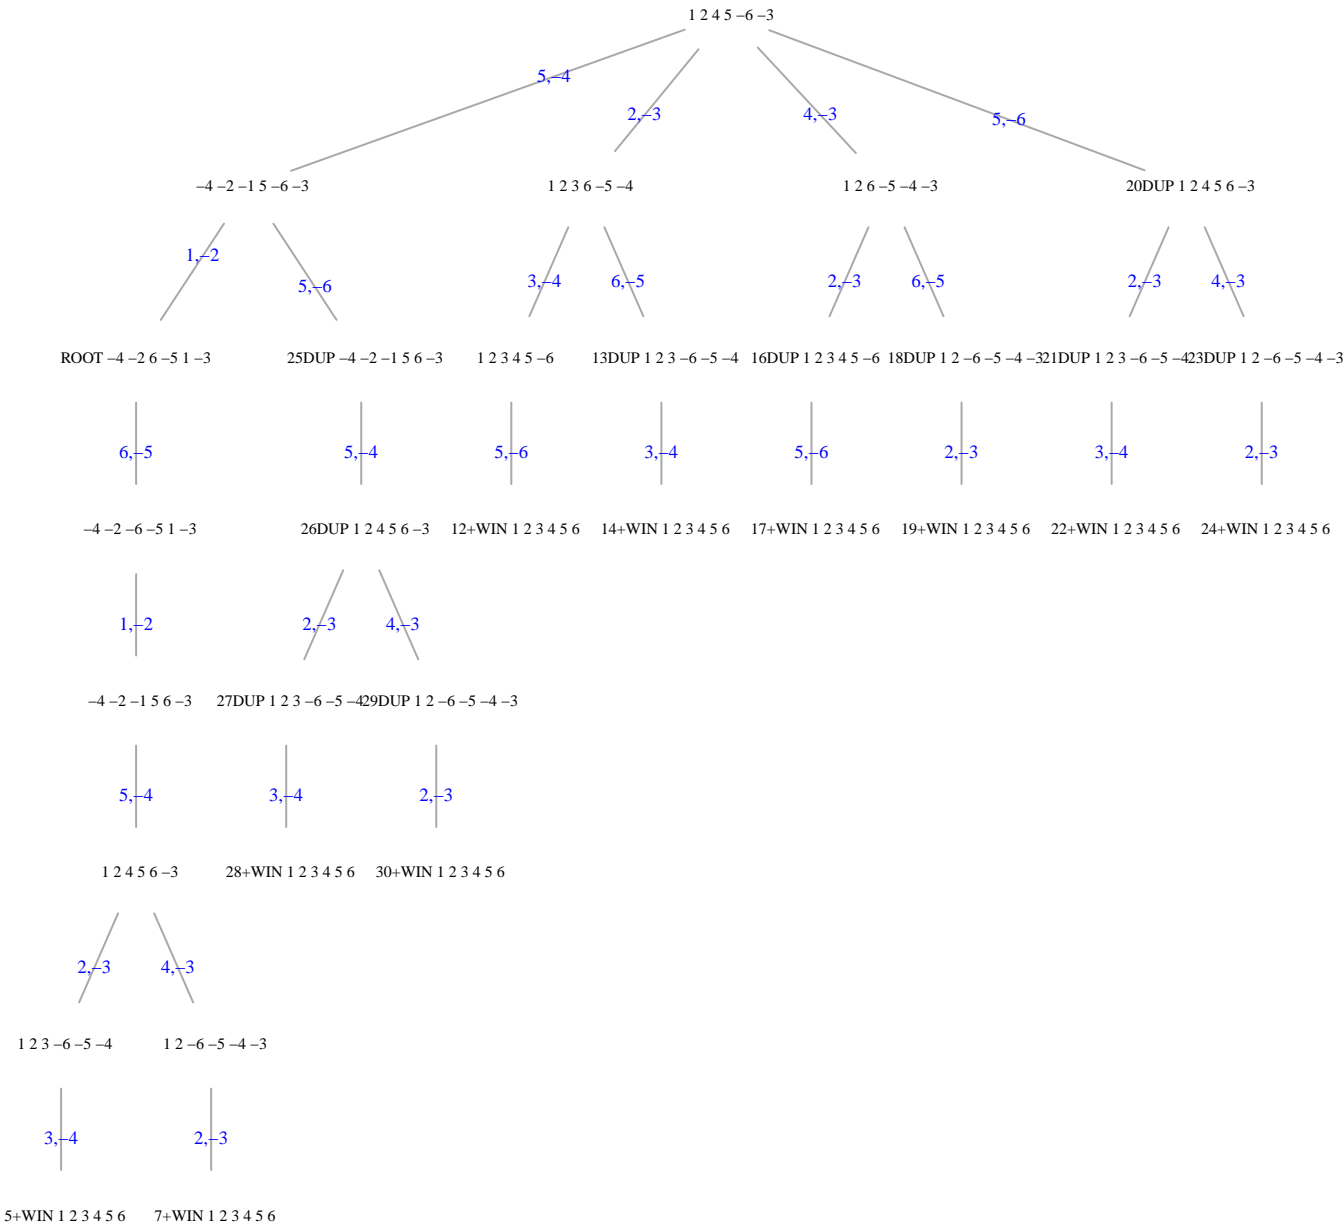 1 2 4 5 –6 –3
5,–4
2,–3
4,–3
5,–6
–4 –2 –1 5 –6 –3
1 2 3 6 –5 –4
1 2 6 –5 –4 –3
20DUP 1 2 4 5 6 –3
1,–2
5,–6
3,–4
6,–5
2,–3
6,–5
2,–3
4,–3
ROOT –4 –2 6 –5 1 –3
25DUP –4 –2 –1 5 6 –3
1 2 3 4 5 –6
13DUP 1 2 3 –6 –5 –4
16DUP 1 2 3 4 5 –6
18DUP 1 2 –6 –5 –4 –3
21DUP 1 2 3 –6 –5 –4
23DUP 1 2 –6 –5 –4 –3
6,–5
5,–4
5,–6
3,–4
5,–6
2,–3
3,–4
2,–3
–4 –2 –6 –5 1 –3
26DUP 1 2 4 5 6 –3
12+WIN 1 2 3 4 5 6
14+WIN 1 2 3 4 5 6
17+WIN 1 2 3 4 5 6
19+WIN 1 2 3 4 5 6
22+WIN 1 2 3 4 5 6
24+WIN 1 2 3 4 5 6
1,–2
2,–3
4,–3
–4 –2 –1 5 6 –3
27DUP 1 2 3 –6 –5 –4
29DUP 1 2 –6 –5 –4 –3
5,–4
3,–4
2,–3
1 2 4 5 6 –3
28+WIN 1 2 3 4 5 6
30+WIN 1 2 3 4 5 6
2,–3
4,–3
1 2 3 –6 –5 –4
1 2 –6 –5 –4 –3
3,–4
2,–3
5+WIN 1 2 3 4 5 6
7+WIN 1 2 3 4 5 6